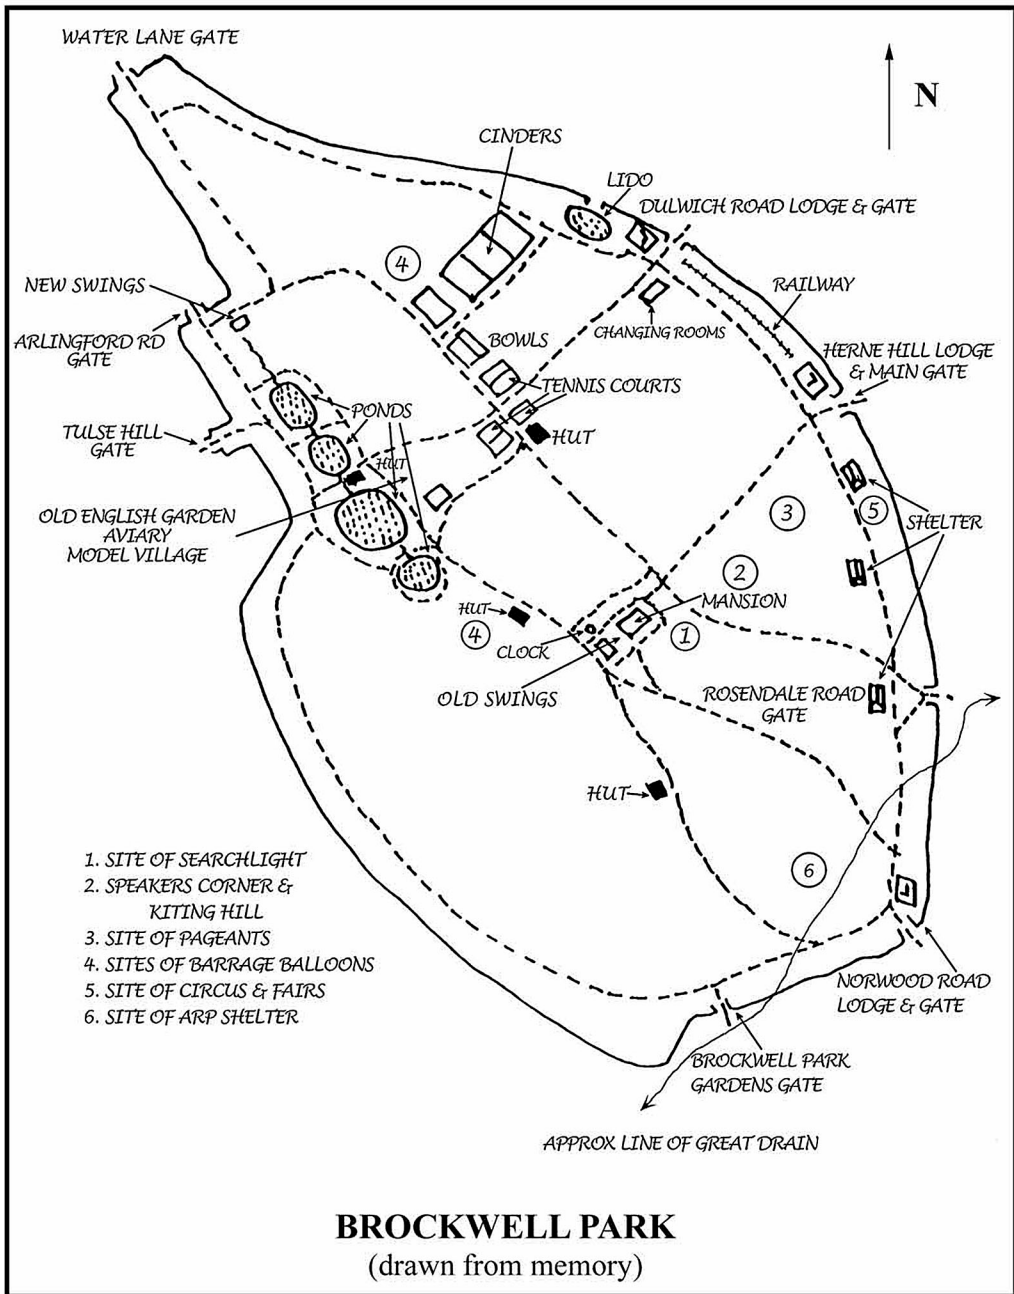 WATER LANE GATE
N
CINDERS
LIDO
DULWICH ROAD LODGE & GATE
4
NEW SWINGS
RAILWAY
ARLINGFORD RD
GATE
BOWLS
CHANGING ROOMS
HERNE HILL LODGE
& MAIN GATE
TENNIS COURTS
PONDS
TULSE HILL
GATE
HUT
HUT
OLD ENGLISH GARDEN
AVIARY
MODEL VILLAGE
3
5
SHELTER
2
MANSION
HUT
4
CLOCK
1
OLD SWINGS
ROSENDALE ROAD
GATE
HUT
6
1. SITE OF SEARCHLIGHT
2. SPEAKERS CORNER &
KITING HILL
3. SITE OF PAGEANTS
4. SITES OF BARRAGE BALLOONS
5. SITE OF CIRCUS & FAIRS
6. SITE OF ARP SHELTER
NORWOOD ROAD
LODGE & GATE
BROCKWELL PARK
GARDENS GATE
APPROX LINE OF GREAT DRAIN
BROCKWELL PARK
(drawn from memory)